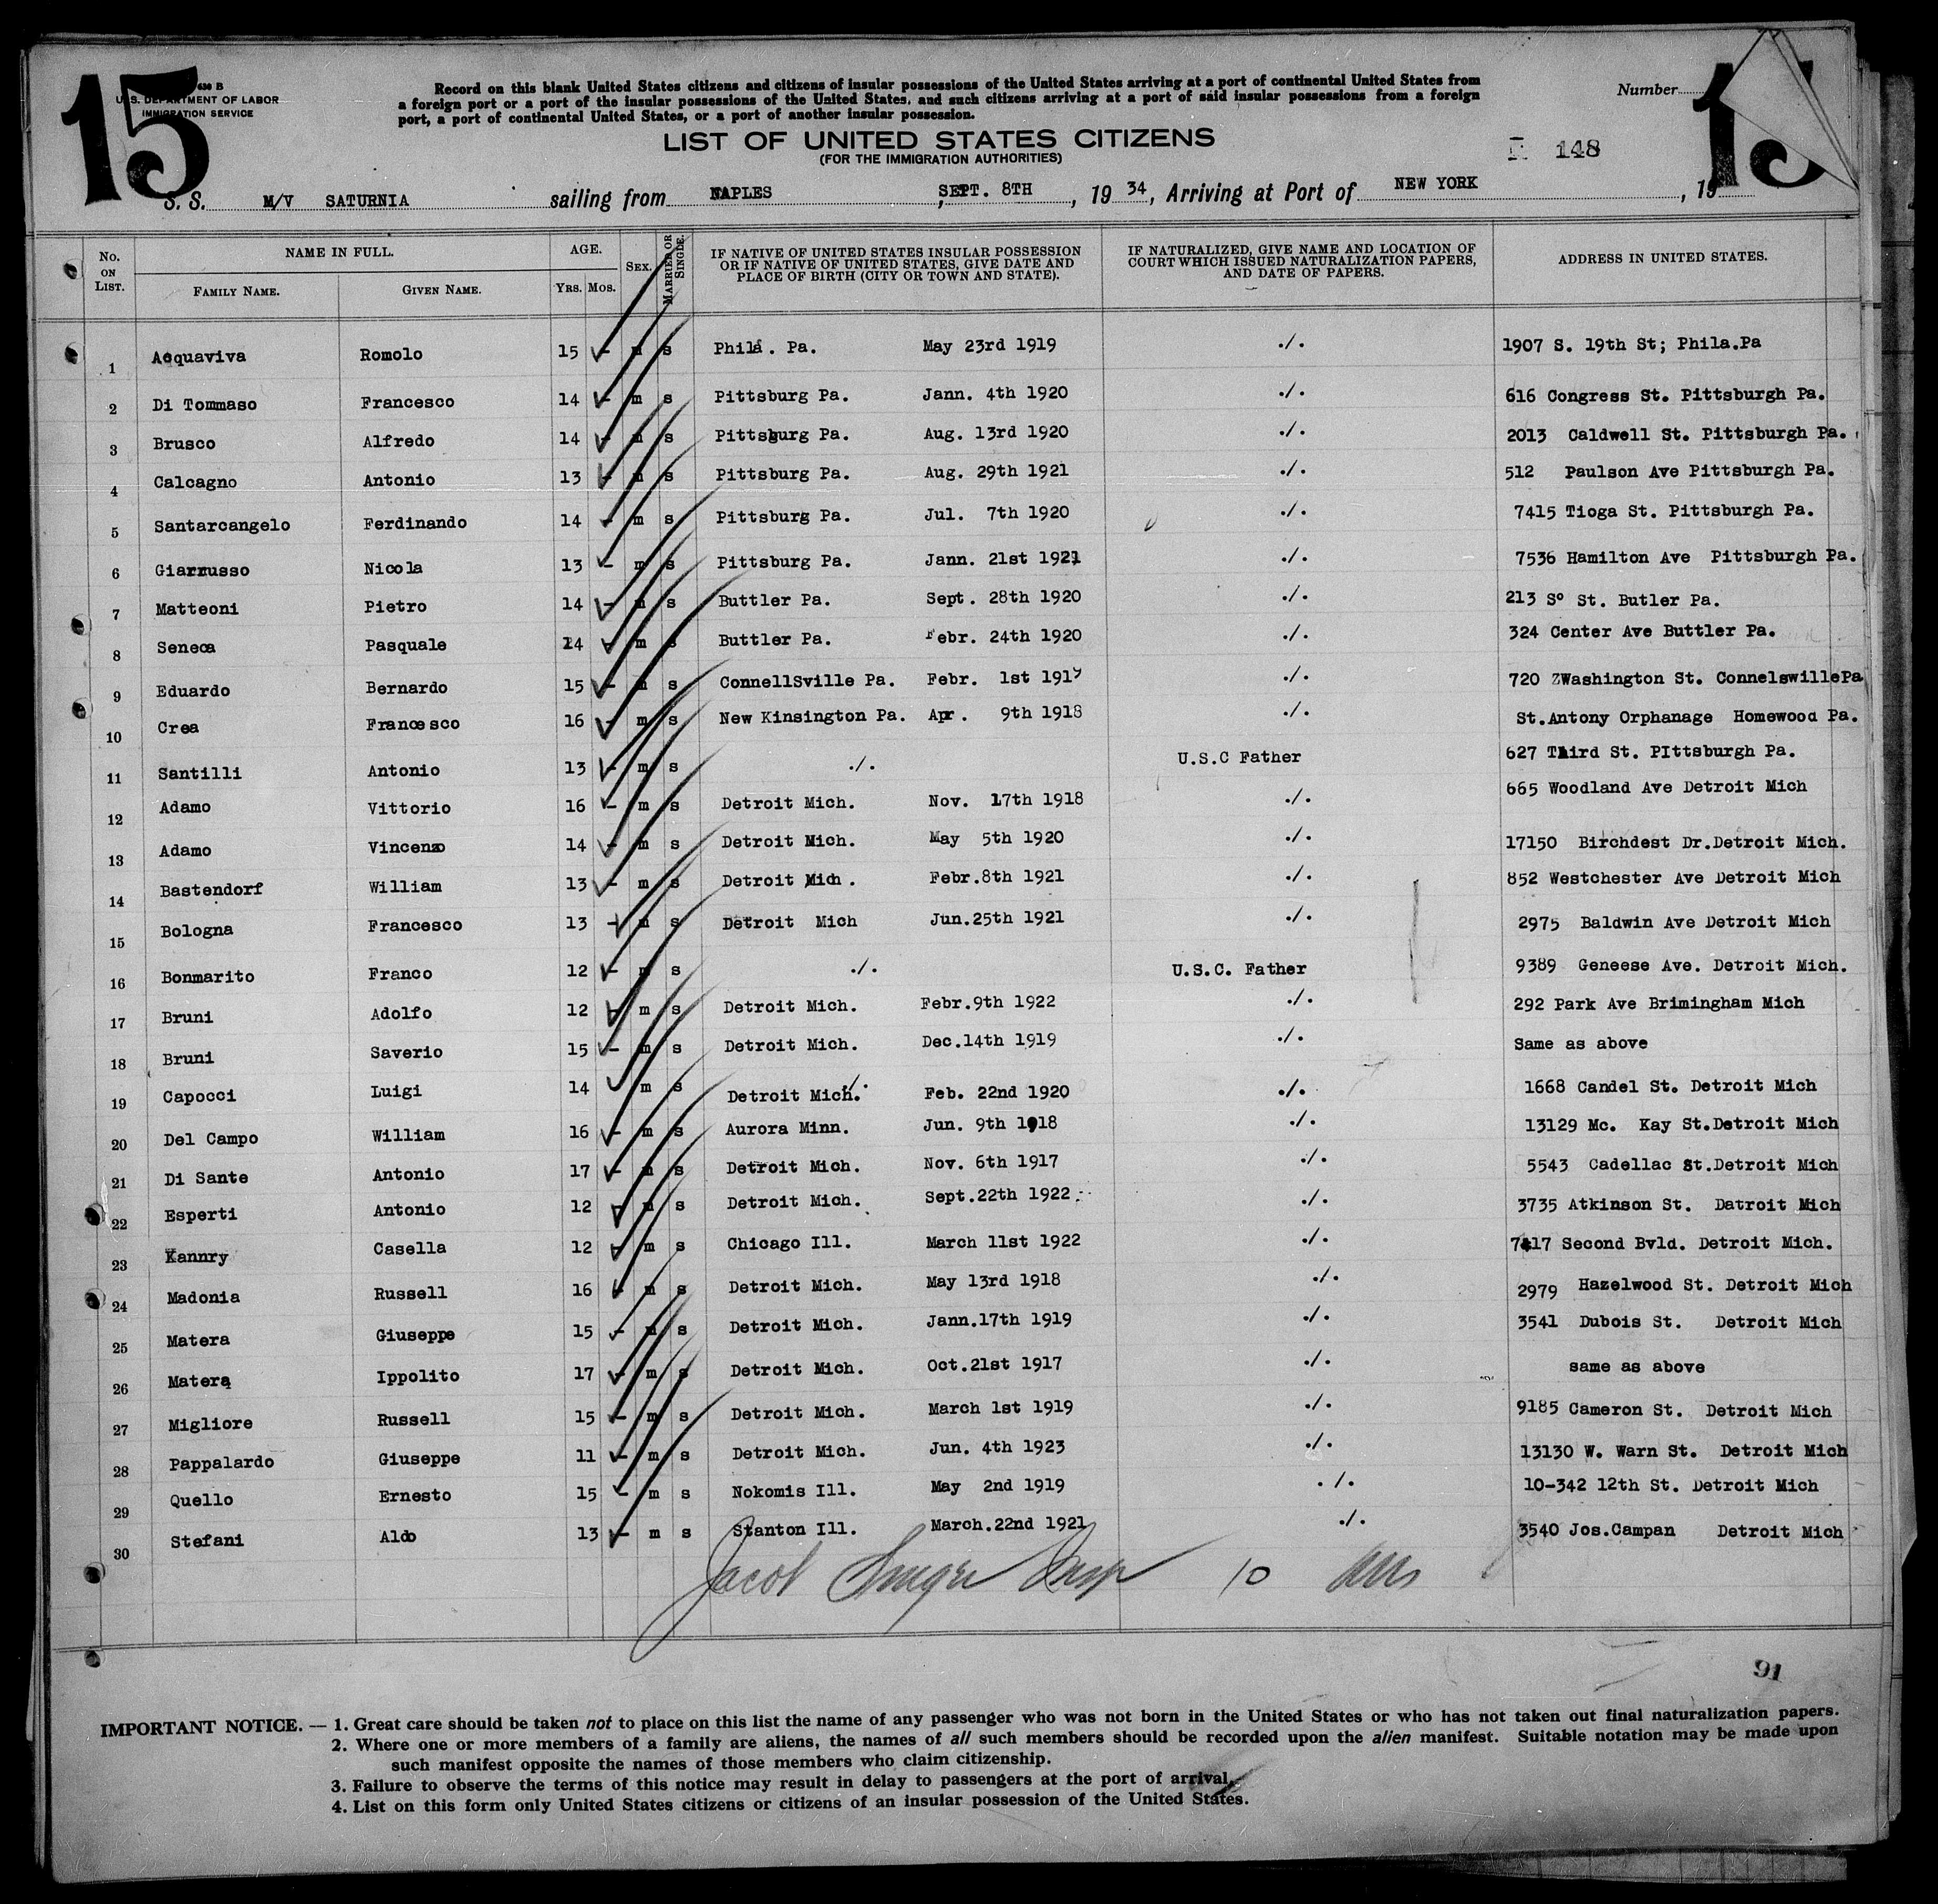 15
630 B
U.S. DEPARTMENT OF LABOR
IMMIGRATION SERVICE
Record on this blank United States citizens and citizens of insular possessions of the United States arriving at a port of continental United States from
a foreign port or a port of the insular possessions of the United States, and such citizens arriving at a port of said insular possessions from a foreign
port, a port of continental United States, or a port of another insular possession.
Number
15
LIST OF UNITED STATES CITIZENS
(FOR THE IMMIGRATION AUTHORITIES)
148
S. S. M/V SATURNIA sailing from NAPLES, SEPT. 8TH, 19 34, Arriving at Port of NEW YORK, 19
No. ON LIST. NAME IN FULL. FAMILY NAME. GIVEN NAME. AGE. YRS. MOS. SEX. MARRIED OR SINGLE. IF NATIVE OF UNITED STATES INSULAR POSSESSION OR IF NATIVE OF UNITED STATES, GIVE DATE AND PLACE OF BIRTH (CITY OR TOWN AND STATE). IF NATURALIZED, GIVE NAME AND LOCATION OF COURT WHICH ISSUED NATURALIZATION PAPERS, AND DATE OF PAPERS. ADDRESS IN UNITED STATES.
1 Acquaviva Romolo 15 - m s Phila. Pa. May 23rd 1919 ./. 1907 S. 19th St; Phila.Pa
2 Di Tommaso Francesco 14 - m s Pittsburg Pa. Jann. 4th 1920 ./. 616 Congress St. Pittsburgh Pa.
3 Brusco Alfredo 14 - m s Pittsburg Pa. Aug. 13rd 1920 ./. 2013 Caldwell St. Pittsburgh Pa.
4 Calcagno Antonio 13 - m s Pittsburg Pa. Aug. 29th 1921 ./. 512 Paulson Ave Pittsburgh Pa.
5 Santarcangelo Ferdinando 14 - m s Pittsburg Pa. Jul. 7th 1920 ./. 7415 Tioga St. Pittsburgh Pa.
6 Giarrusso Nicola 13 - m s Pittsburg Pa. Jann. 21st 1921 ./. 7536 Hamilton Ave Pittsburgh Pa.
7 Matteoni Pietro 14 - m s Buttler Pa. Sept. 28th 1920 ./. 213 So St. Butler Pa.
8 Seneca Pasquale 14 - m s Buttler Pa. Febr. 24th 1920 ./. 324 Center Ave Buttler Pa.
9 Eduardo Bernardo 15 - m s ConnellSville Pa. Febr. 1st 1919 ./. 720 Washington St. ConnelswillePa
10 Crea Francesco 16 - m s New Kinsington Pa. Apr. 9th 1918 ./. St.Antony Orphanage Homewood Pa.
11 Santilli Antonio 13 - m s ./. U.S.C Father 627 Third St. PIttsburgh Pa.
12 Adamo Vittorio 16 - m s Detroit Mich. Nov. 17th 1918 ./. 665 Woodland Ave Detroit Mich
13 Adamo Vincenzo 14 - m s Detroit Mich. May 5th 1920 ./. 17150 Birchdest Dr.Detroit Mich.
14 Bastendorf William 13 - m s Detroit Mich. Febr.8th 1921 ./. 852 Westchester Ave Detroit Mich
15 Bologna Francesco 13 - m s Detroit Mich Jun.25th 1921 ./. 2975 Baldwin Ave Detroit Mich
16 Bonmarito Franco 12 - m s ./. U.S.C. Father 9389 Geneese Ave. Detroit Mich.
17 Bruni Adolfo 12 - m s Detroit Mich. Febr.9th 1922 ./. 292 Park Ave Brimingham Mich
18 Bruni Saverio 15 - m s Detroit Mich. Dec.14th 1919 ./. Same as above
19 Capocci Luigi 14 m s Detroit Mich. ./. Feb. 22nd 1920 ./. 1668 Candel St. Detroit Mich
20 Del Campo William 16 - m s Aurora Minn. Jun. 9th 1918 ./. 13129 Mc. Kay St.Detroit Mich
21 Di Sante Antonio 17 - m s Detroit Mich. Nov. 6th 1917 ./. 5543 Cadellac St.Detroit Mich
22 Esperti Antonio 12 - m s Detroit Mich. Sept.22th 1922 ./. 3735 Atkinson St. Datroit Mich
23 Kannry Casella 12 - m s Chicago Ill. March 11st 1922 ./. 7417 Second Bvld. Detroit Mich.
24 Madonia Russell 16 - m s Detroit Mich. May 13rd 1918 ./. 2979 Hazelwood St. Detroit Mich
25 Matera Giuseppe 15 - m s Detroit Mich. Jann.17th 1919 ./. 3541 Dubois St. Detroit Mich
26 Matera Ippolito 17 - m s Detroit Mich. Oct.21st 1917 ./. same as above
27 Migliore Russell 15 - m s Detroit Mich. March 1st 1919 ./. 9185 Cameron St. Detroit Mich
28 Pappalardo Giuseppe 11 - m s Detroit Mich. Jun. 4th 1923 ./. 13130 W. Warn St. Detroit Mich
29 Quello Ernesto 15 - m s Nokomis Ill. May 2nd 1919 ./. 10-342 12th St. Detroit Mich
30 Stefani Aldo 13 - m s Stanton Ill. March.22nd 1921 ./. 3540 Jos.Campan Detroit Mich
Jacob Insp 10
91
IMPORTANT NOTICE. — 1. Great care should be taken not to place on this list the name of any passenger who was not born in the United States or who has not taken out final naturalization papers.
2. Where one or more members of a family are aliens, the names of all such members should be recorded upon the alien manifest. Suitable notation may be made upon
such manifest opposite the names of those members who claim citizenship.
3. Failure to observe the terms of this notice may result in delay to passengers at the port of arrival.
4. List on this form only United States citizens or citizens of an insular possession of the United States.